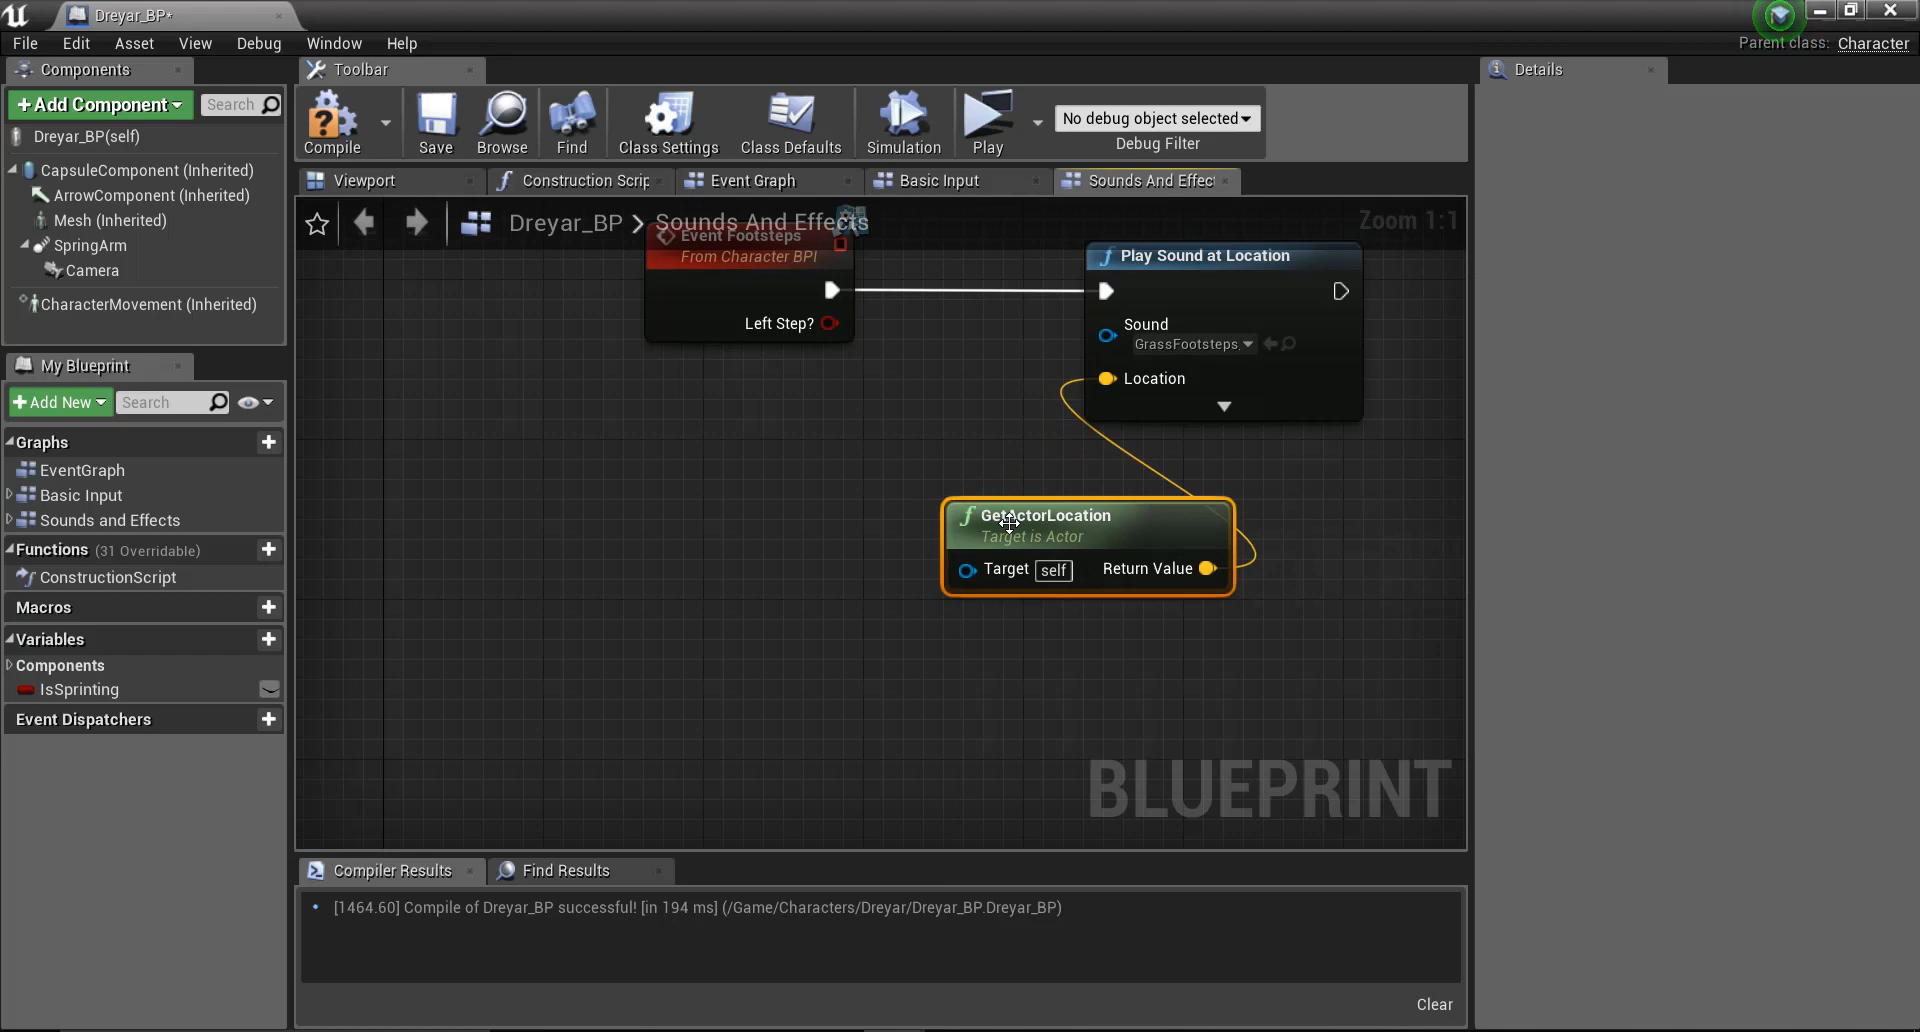 Dreyar_BP*
File Edit Asset View Debug Window Help
Parent class: Character
Components
Toolbar
Details
+Add Component
Search
Dreyar_BP(self)
CapsuleComponent (Inherited)
ArrowComponent (Inherited)
Mesh (Inherited)
SpringArm
Camera
CharacterMovement (Inherited)
Compile
Save
Browse
Find
Class Settings
Class Defaults
Simulation
Play
No debug object selected
Debug Filter
Viewport
Construction Scrip
Event Graph
Basic Input
Sounds And Effec
Dreyar_BP > Sounds And Effects
Zoom 1:1
Event Footsteps
From Character BPI
Left Step?
Play Sound at Location
Sound
GrassFootsteps.
Location
GetActorLocation
Target is Actor
Target self Return Value
BLUEPRINT
My Blueprint
+Add New
Search
Graphs
EventGraph
Basic Input
Sounds and Effects
Functions (31 Overridable)
ConstructionScript
Macros
Variables
Components
IsSprinting
Event Dispatchers
Compiler Results
Find Results
[1464.60] Compile of Dreyar_BP successful! [in 194 ms] (/Game/Characters/Dreyar/Dreyar_BP.Dreyar_BP)
Clear